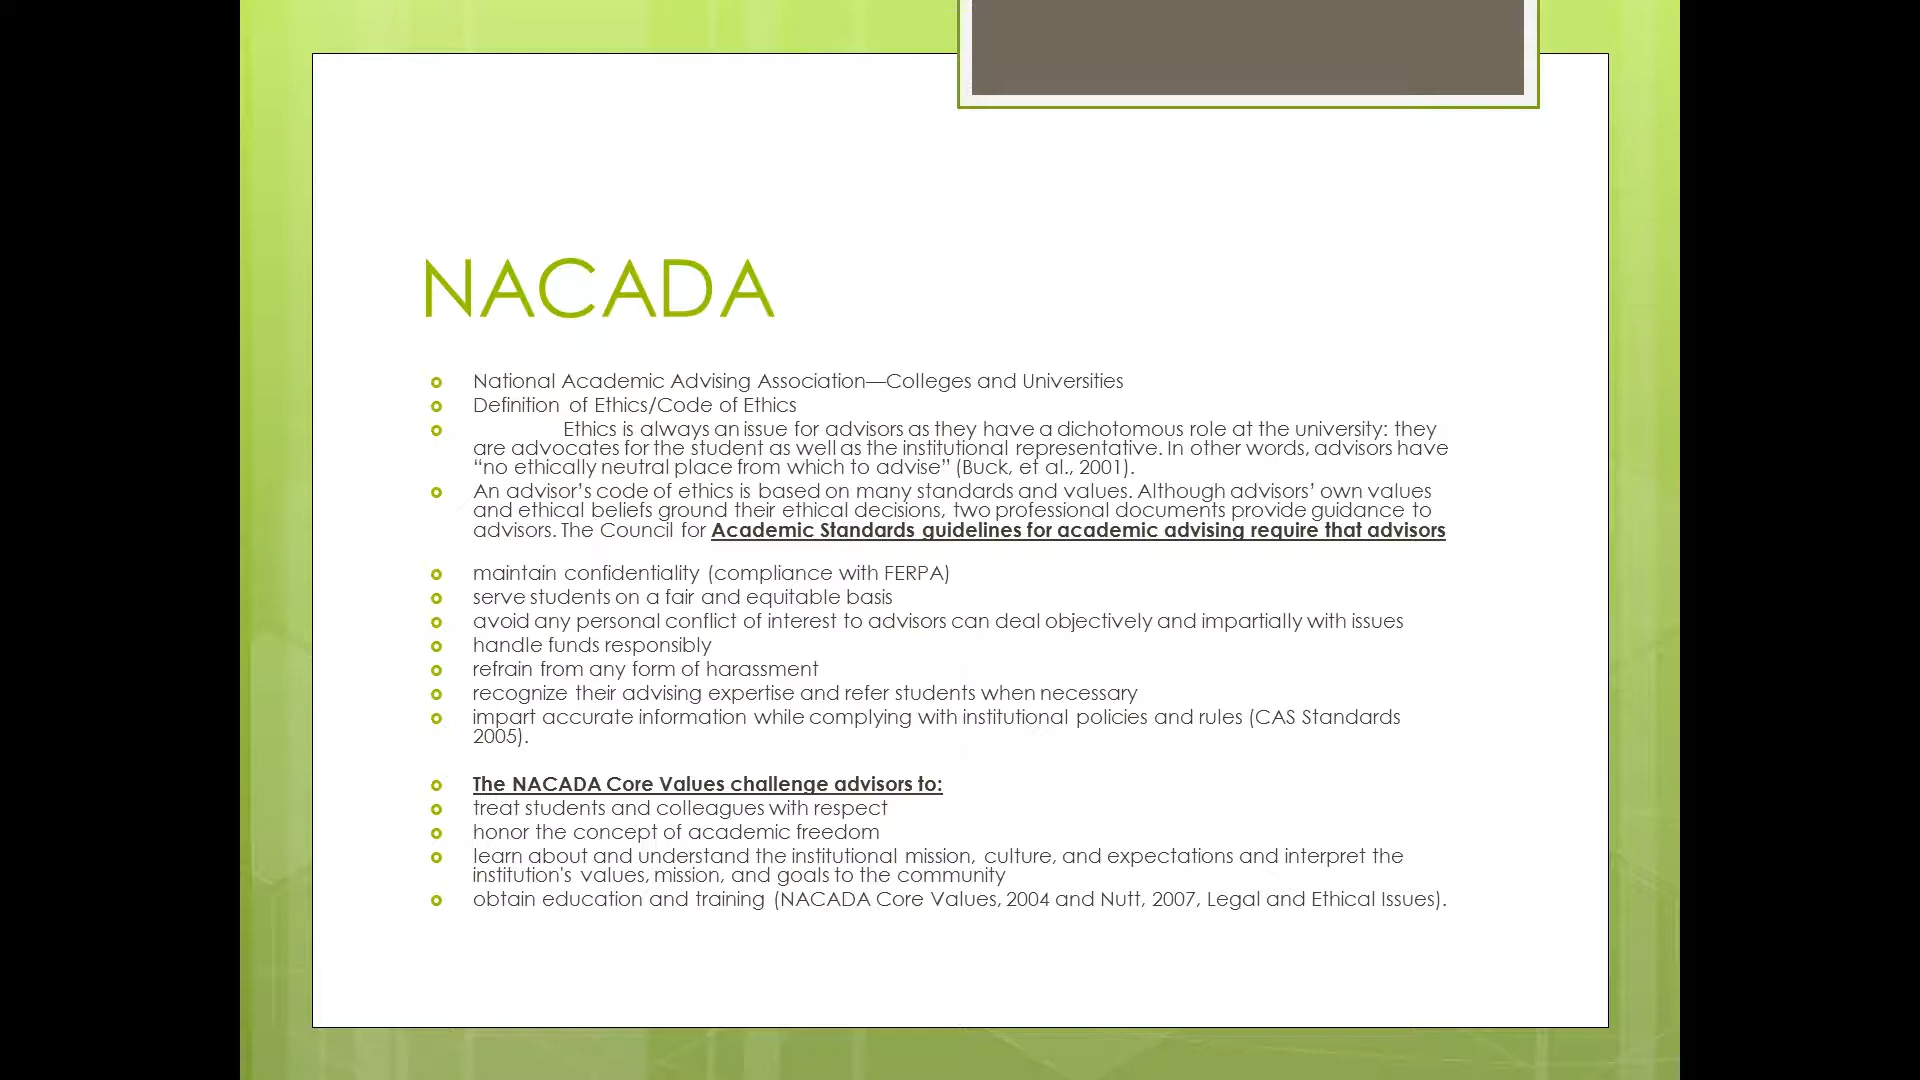 NACADA
National Academic Advising Association—Colleges and Universities
Definition of Ethics/Code of Ethics
Ethics is always an issue for advisors as they have a dichotomous role at the university: they
are advocates for the student as well as the institutional representative. In other words, advisors have
“no ethically neutral place from which to advise” (Buck, et al., 2001).
An advisor’s code of ethics is based on many standards and values. Although advisors’ own values
and ethical beliefs ground their ethical decisions, two professional documents provide guidance to
advisors. The Council for Academic Standards guidelines for academic advising require that advisors
maintain confidentiality (compliance with FERPA)
serve students on a fair and equitable basis
avoid any personal conflict of interest to advisors can deal objectively and impartially with issues
handle funds responsibly
refrain from any form of harassment
recognize their advising expertise and refer students when necessary
impart accurate information while complying with institutional policies and rules (CAS Standards
2005).
The NACADA Core Values challenge advisors to:
treat students and colleagues with respect
honor the concept of academic freedom
learn about and understand the institutional mission, culture, and expectations and interpret the
institution's values, mission, and goals to the community
obtain education and training (NACADA Core Values, 2004 and Nutt, 2007, Legal and Ethical Issues).